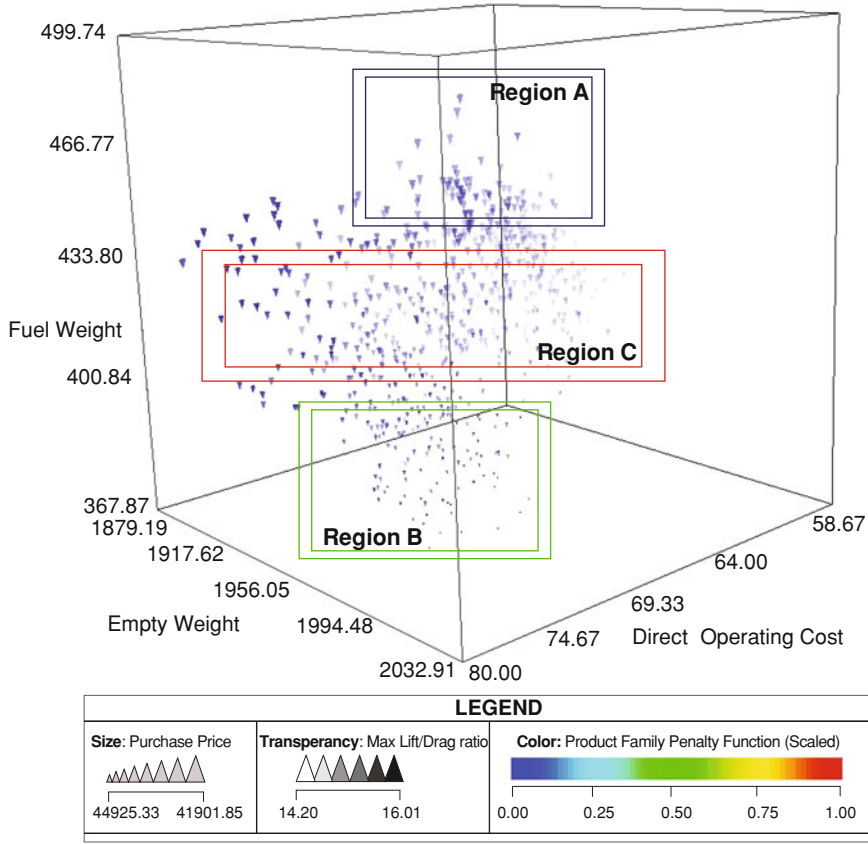 499.74
Region A
466.77
433.80
Fuel Weight
Region C
400.84
367.87
1879.19
Region B
58.67
1917.62
64.00
1956.05
69.33
Empty Weight
1994.48
74.67
Direct Operating Cost
2032.91
80.00
LEGEND
Size: Purchase Price
Transperancy: Max Lift/Drag ratio
Color: Product Family Penalty Function (Scaled)
44925.33
41901.85
14.20
16.01
0.00
0.25
0.50
0.75
1.00